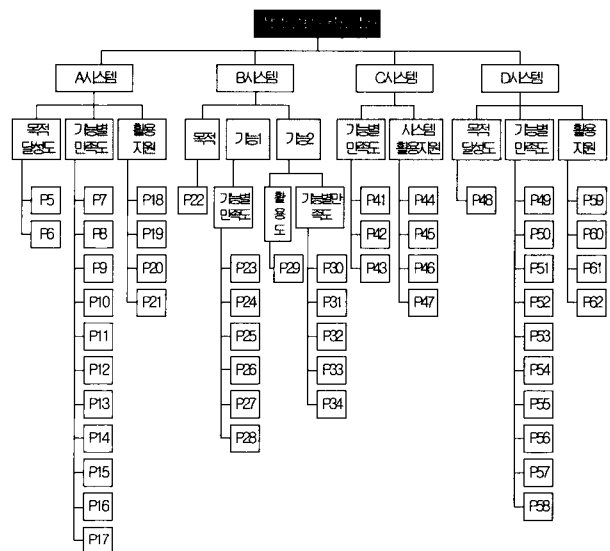 A시스템
B시스템
C시스템
D시스템
목적
달성도
기능별
만족도
활용
지원
목적
기능1
기능2
기능별
만족도
시스템
활용지원
목적
달성도
기능별
만족도
활용
지원
P5
P6
P7
P8
P9
P10
P11
P12
P13
P14
P15
P16
P17
P18
P19
P20
P21
P22
기능별
만족도
P23
P24
P25
P26
P27
P28
활
용
도
P29
기능별만
족도
P30
P31
P32
P33
P34
P41
P42
P43
P44
P45
P46
P47
P48
P49
P50
P51
P52
P53
P54
P55
P56
P57
P58
P59
P60
P61
P62